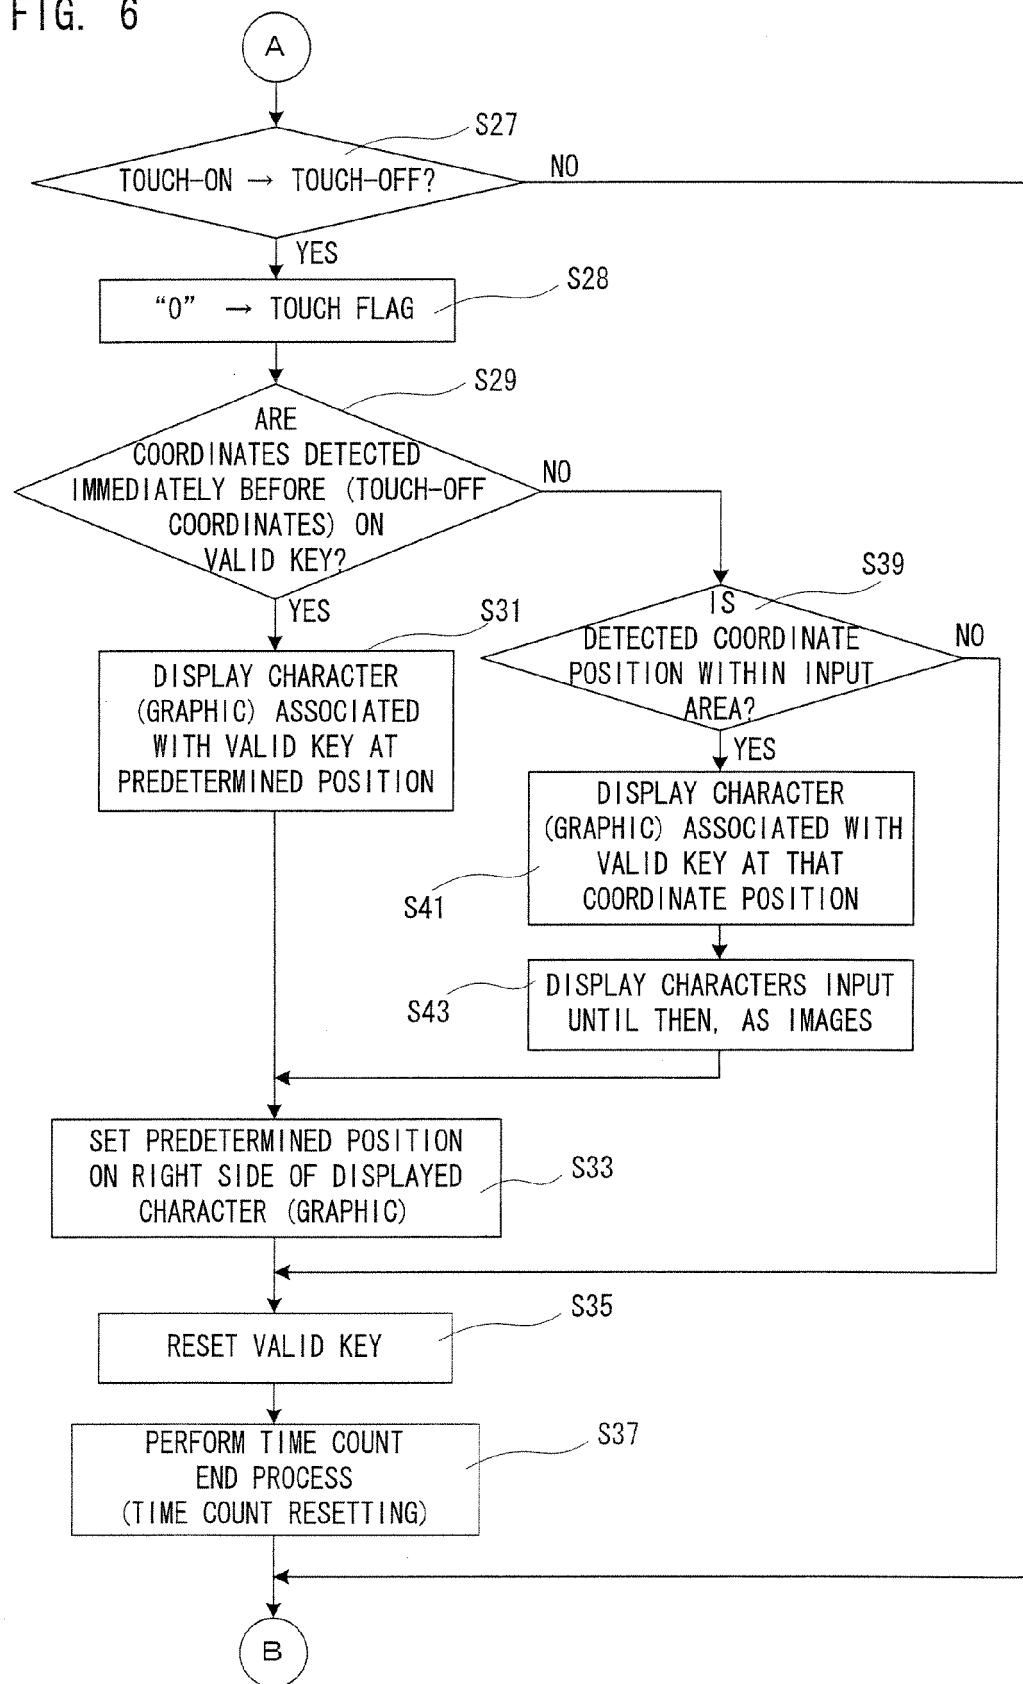 FIG. 6
A
S27
TOUCH-ON → TOUCH-OFF?
NO
YES
S28
“0” → TOUCH FLAG
S29
ARE
COORDINATES DETECTED
IMMEDIATELY BEFORE (TOUCH-OFF
COORDINATES) ON
VALID KEY?
NO
YES
S31
DISPLAY CHARACTER
(GRAPHIC) ASSOCIATED
WITH VALID KEY AT
PREDETERMINED POSITION
S39
IS
DETECTED COORDINATE
POSITION WITHIN INPUT
AREA?
NO
YES
DISPLAY CHARACTER
(GRAPHIC) ASSOCIATED WITH
VALID KEY AT THAT
COORDINATE POSITION
S41
DISPLAY CHARACTERS INPUT
UNTIL THEN, AS IMAGES
S43
SET PREDETERMINED POSITION
ON RIGHT SIDE OF DISPLAYED
CHARACTER (GRAPHIC)
S33
S35
RESET VALID KEY
S37
PERFORM TIME COUNT
END PROCESS
(TIME COUNT RESETTING)
B